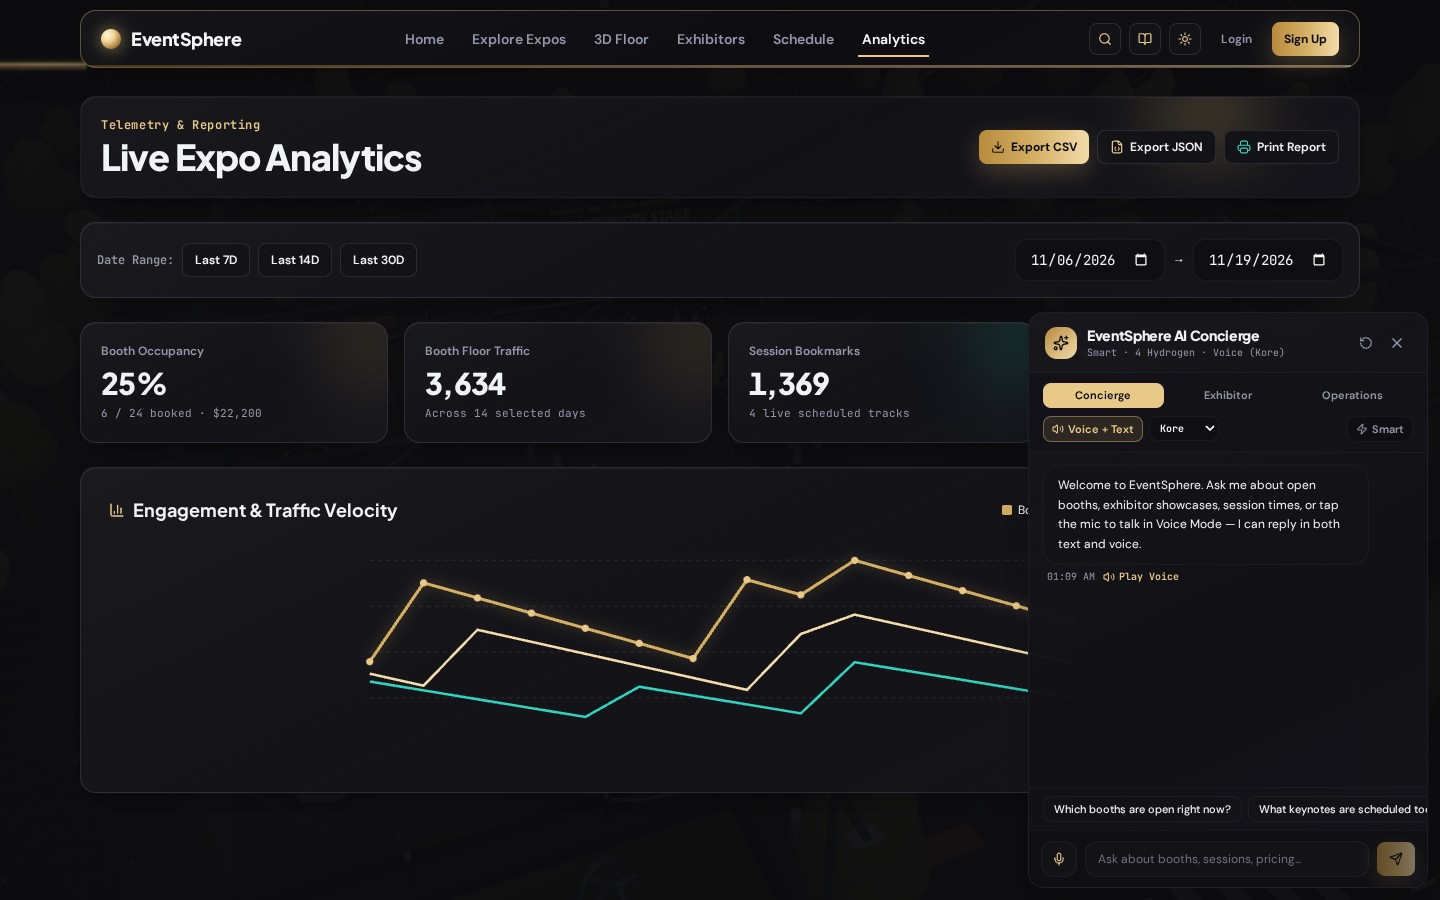 EventSphere
Home
Explore Expos
3D Floor
Exhibitors
Schedule
Analytics
Login
Sign Up
Telemetry & Reporting
Live Expo Analytics
Export CSV
Export JSON
Print Report
Date Range:
Last 7D
Last 14D
Last 30D
11/06/2026
→
11/19/2026
Booth Occupancy
25%
6 / 24 booked · $22,200
Booth Floor Traffic
3,634
Across 14 selected days
Session Bookmarks
1,369
4 live scheduled tracks
Engagement & Traffic Velocity
EventSphere AI Concierge
Smart · 4 Hydrogen · Voice (Kore)
Concierge
Exhibitor
Operations
Voice + Text
Kore
Smart
Welcome to EventSphere. Ask me about open
booths, exhibitor showcases, session times, or tap
the mic to talk in Voice Mode — I can reply in both
text and voice.
01:09 AM
Play Voice
Which booths are open right now?
What keynotes are scheduled
Ask about booths, sessions, pricing...